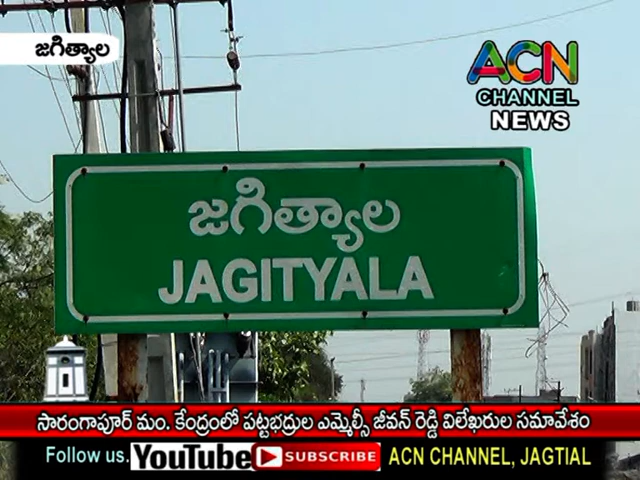 జగిత్యాల
ACN
CHANNEL
NEWS
జగిత్యాల
JAGITYALA
సారంగాపూర్ మం. కేంద్రంలో పట్టభద్రుల ఎమ్మెల్సీ జీవన్ రెడ్డి విలేఖరుల సమావేశం
Follow us. YouTube SUBSCRIBE ACN CHANNEL, JAGTIAL